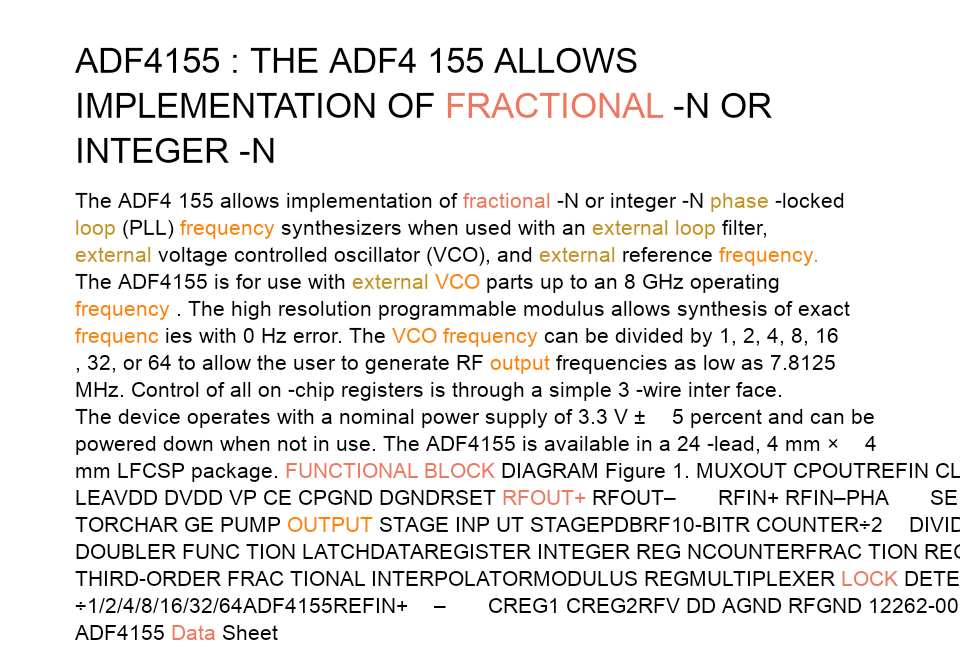 ADF4155 : THE ADF4 155 ALLOWS
IMPLEMENTATION OF FRACTIONAL -N OR
INTEGER -N
The ADF4 155 allows implementation of fractional -N or integer -N phase -locked
loop (PLL) frequency synthesizers when used with an external loop filter,
external voltage controlled oscillator (VCO), and external reference frequency.
The ADF4155 is for use with external VCO parts up to an 8 GHz operating
frequency . The high resolution programmable modulus allows synthesis of exact
frequenc ies with 0 Hz error. The VCO frequency can be divided by 1, 2, 4, 8, 16
, 32, or 64 to allow the user to generate RF output frequencies as low as 7.8125
MHz. Control of all on -chip registers is through a simple 3 -wire inter face.
The device operates with a nominal power supply of 3.3 V ± 5 percent and can be
powered down when not in use. The ADF4155 is available in a 24 -lead, 4 mm × 4
mm LFCSP package. FUNCTIONAL BLOCK DIAGRAM Figure 1. MUXOUT CPOUTREFIN CL
LEAVDD DVDD VP CE CPGND DGNDRSET RFOUT+ RFOUT– RFIN+ RFIN–PHA SE
TORCHAR GE PUMP OUTPUT STAGE INP UT STAGEPDBRF10-BITR COUNTER÷2 DIVID
DOUBLER FUNC TION LATCHDATAREGISTER INTEGER REG NCOUNTERFRAC TION REG
THIRD-ORDER FRAC TIONAL INTERPOLATORMODULUS REGMULTIPLEXER LOCK DETE
÷1/2/4/8/16/32/64ADF4155REFIN+ – CREG1 CREG2RFV DD AGND RFGND 12262-00
ADF4155 Data Sheet